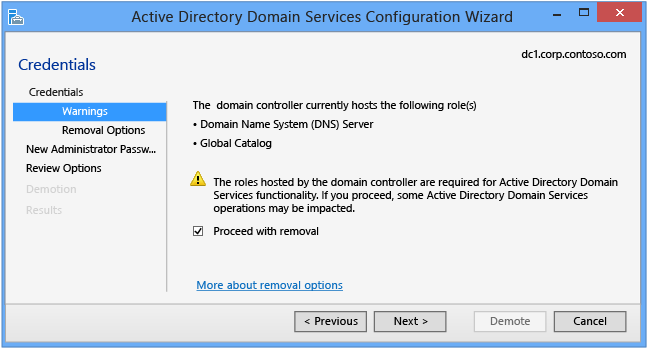 Active Directory Domain Services Configuration Wizard
dc1.corp.contoso.com
Credentials
Credentials
Warnings
Removal Options
New Administrator Passw...
Review Options
Demotion
Results
The domain controller currently hosts the following role(s)
• Domain Name System (DNS) Server
• Global Catalog
The roles hosted by the domain controller are required for Active Directory Domain
Services functionality. If you proceed, some Active Directory Domain Services
operations may be impacted.
Proceed with removal
More about removal options
< Previous
Next >
Demote
Cancel